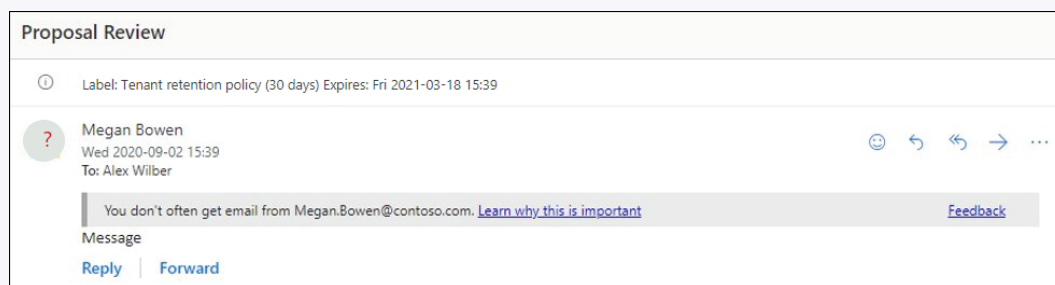 Proposal Review
Label: Tenant retention policy (30 days) Expires: Fri 2021-03-18 15:39
?
Megan Bowen
Wed 2020-09-02 15:39
To: Alex Wilber
You don't often get email from Megan.Bowen@contoso.com. Learn why this is important Feedback
Message
Reply Forward